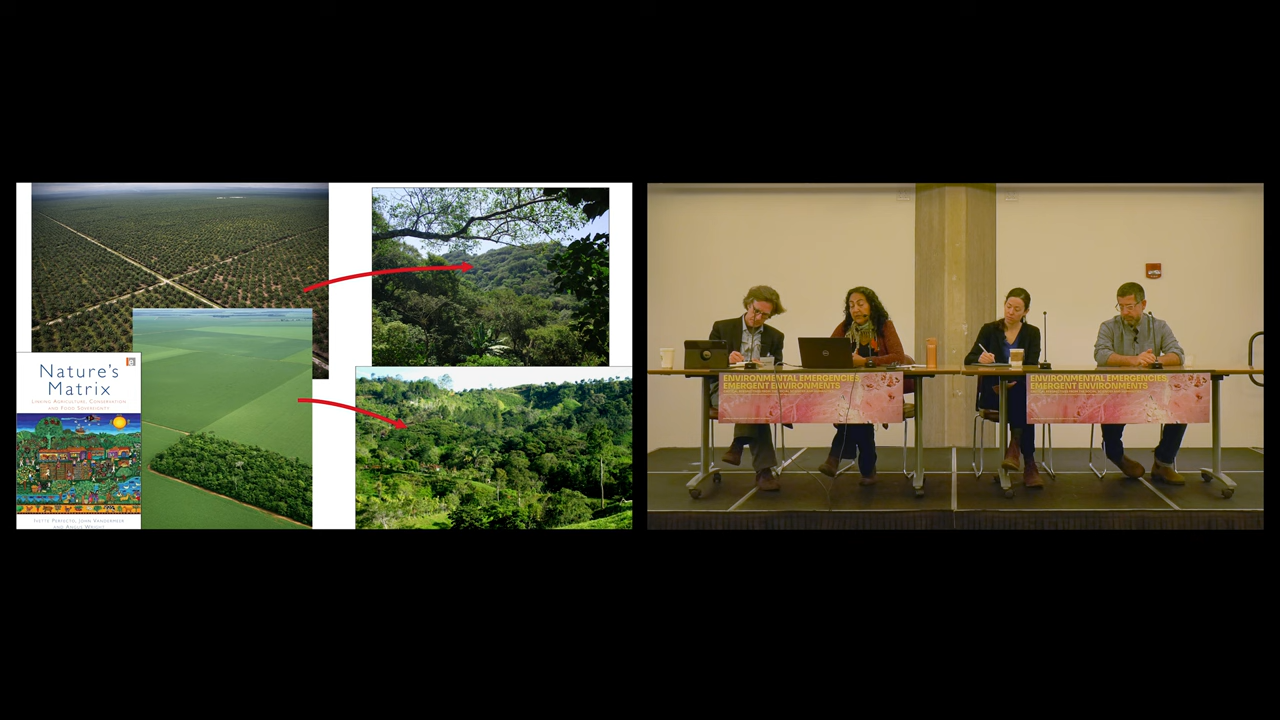 Nature's
Matrix
LINKING AGRICULTURE, CONSERVATION
AND FOOD SOVEREIGNTY
IVETTE PERFECTO, JOHN VANDERMEER
AND ANGUS WRIGHT
ENVIRONMENTAL EMERGENCIES,
EMERGENT ENVIRONMENTS
ENVIRONMENTAL EMERGENCIES,
EMERGENT ENVIRONMENTS
DELL